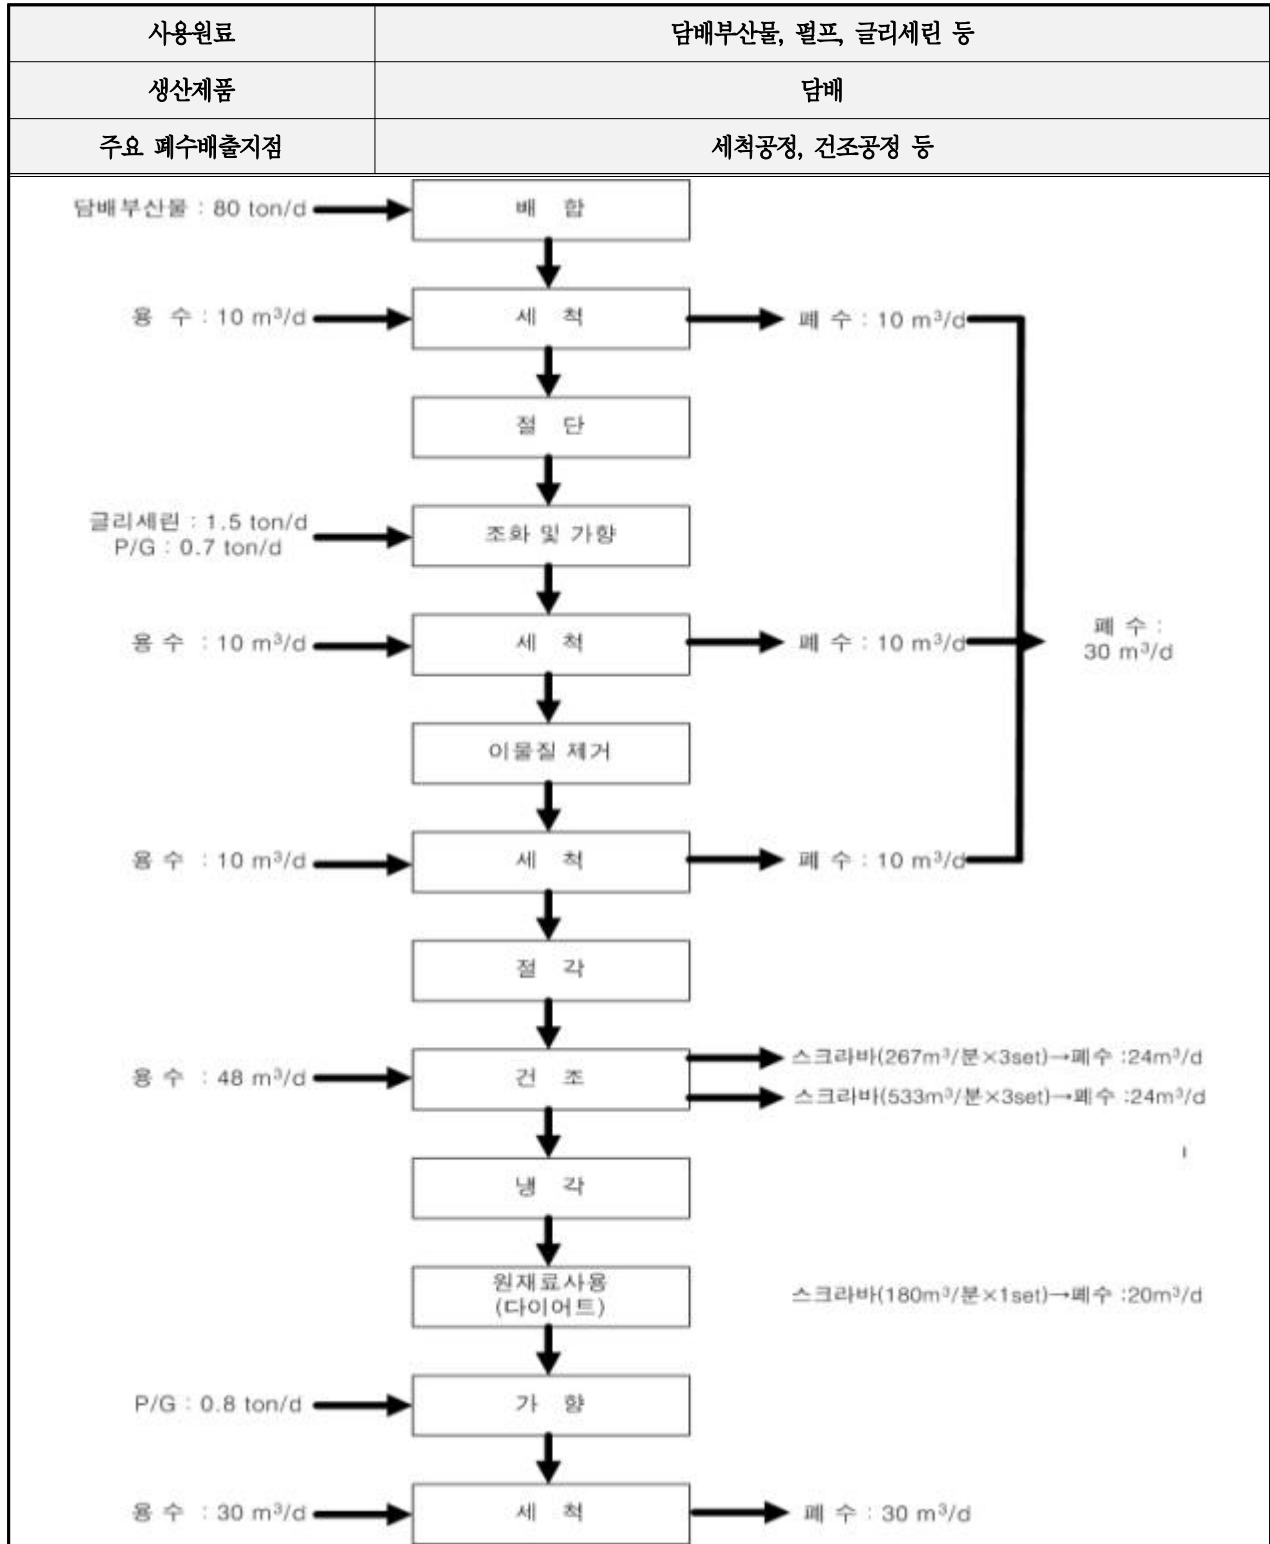 사용원료 담배부산물, 펄프, 글리세린 등
생산제품 담배
주요 폐수배출지점 세척공정, 건조공정 등
담배부산물 : 80 ton/d 배 합
용 수 : 10 m³/d 세 척 폐 수 : 10 m³/d
절 단
글리세린 : 1.5 ton/d
P/G : 0.7 ton/d
조화 및 가향
용 수 : 10 m³/d 세 척 폐 수 : 10 m³/d
폐 수 :
30 m³/d
이물질 제거
용 수 : 10 m³/d 세 척 폐 수 : 10 m³/d
절 각
용 수 : 48 m³/d 건 조
스크라바(267m³/분×3set)→폐수 :24m³/d
스크라바(533m³/분×3set)→폐수 :24m³/d
냉 각
원재료사용
(다이어트)
스크라바(180m³/분×1set)→폐수 :20m³/d
P/G : 0.8 ton/d 가 향
용 수 : 30 m³/d 세 척 폐 수 : 30 m³/d